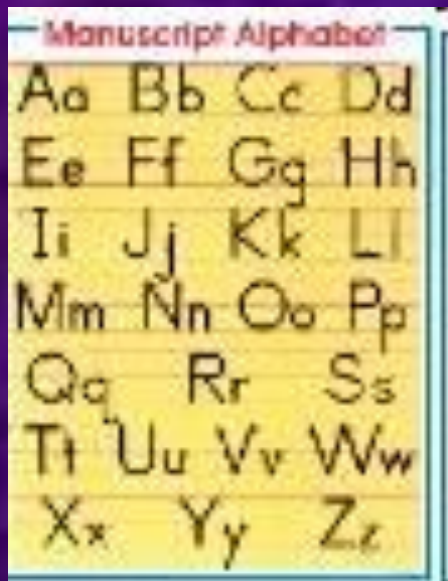 Manuscript Alphabet
Aa Bb Cc Dd
Ee Ff Gg Hh
Ii Jj Kk Ll
Mm Nn Oo Pp
Qq Rr Ss
Tt Uu Vv Ww
Xx Yy Zz